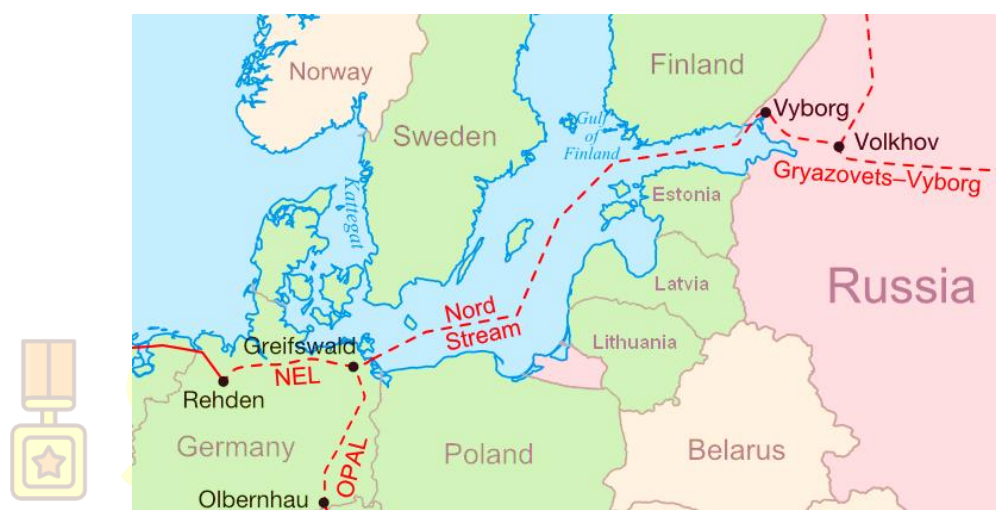 Norway
Finland
Sweden
Gulf
of
Finland
Vyborg
Volkhov
Gryazovets–Vyborg
Kattegat
Estonia
Russia
Latvia
Nord
Stream
Lithuania
Greifswald
NEL
Rehden
Germany
OPAL
Poland
Belarus
Olbernhau